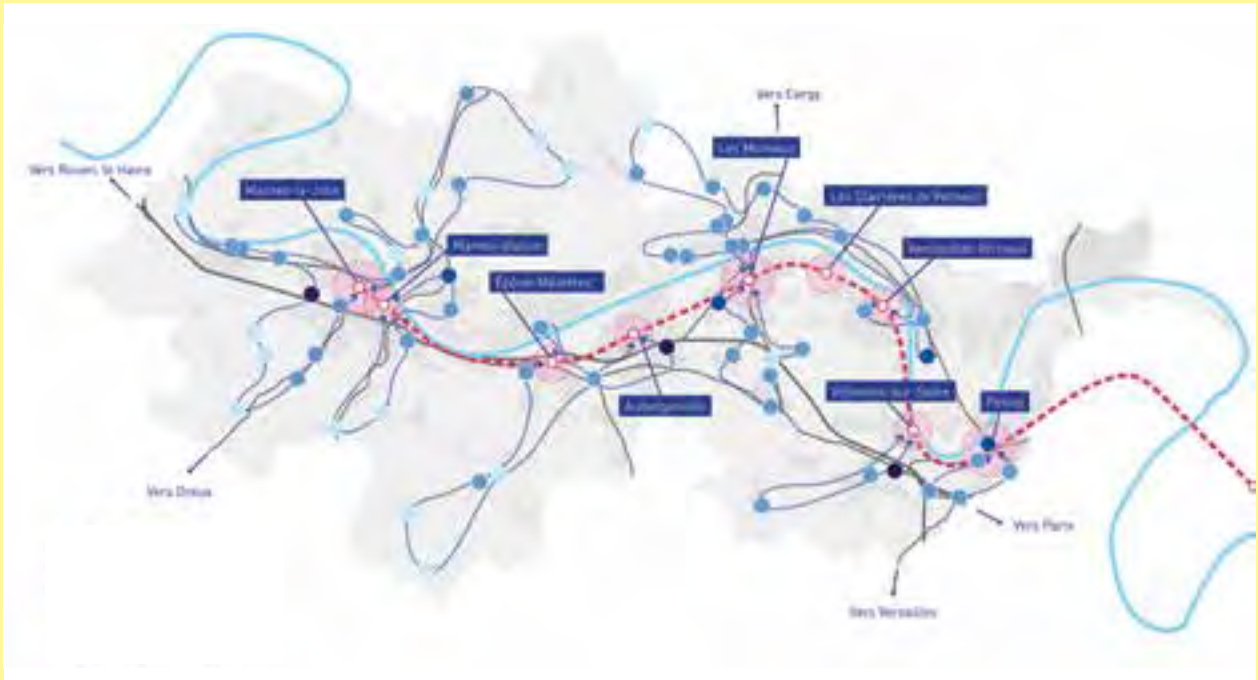 Vers Cergy
Les Mureaux
Vers Rouen, le Havre
Mantes-la-Jolie
Les Clairières de Verneuil
Mantes-station
Vernouillet-Verneuil
Épône-Mézières
Aubergenville
Villennes-sur-Seine
Poissy
Vers Dreux
Vers Paris
Vers Versailles